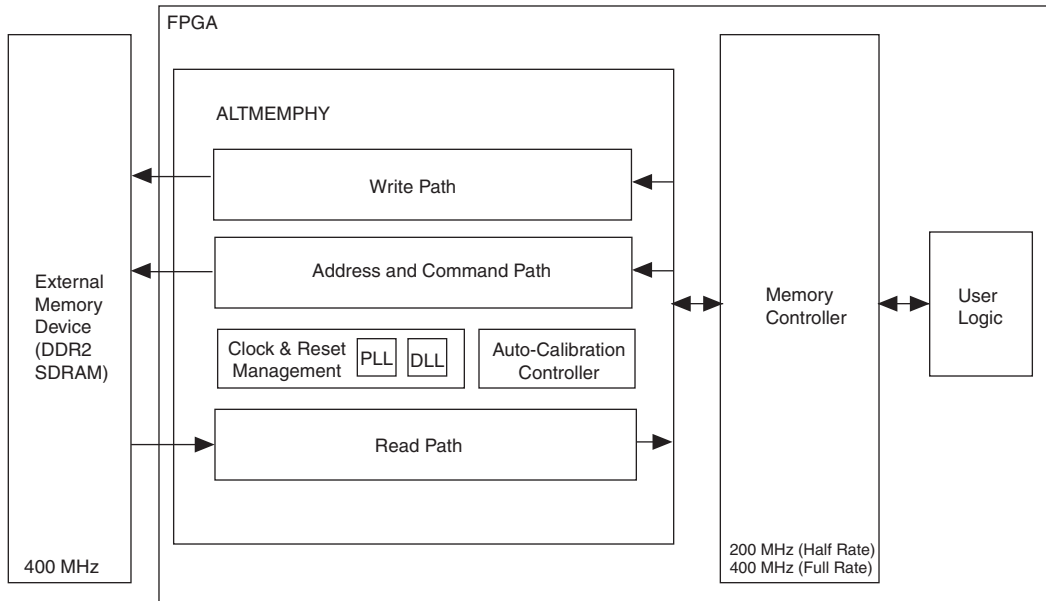 FPGA
ALTMEMPHY
Write Path
Address and Command Path
External
Memory
Device
(DDR2
SDRAM)
Memory
Controller
User
Logic
Clock & Reset
Management
PLL
DLL
Auto-Calibration
Controller
Read Path
400 MHz
200 MHz (Half Rate)
400 MHz (Full Rate)